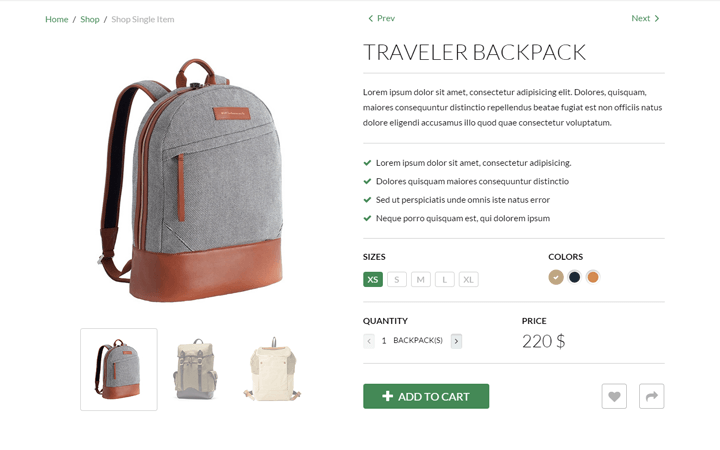 Home / Shop / Shop Single Item
Prev
Next
TRAVELER BACKPACK
Lorem ipsum dolor sit amet, consectetur adipisicing elit. Dolores, quisquam,
maiores consequuntur distinctio repellendus beatae fugiat est non officiis natus
dolore eligendi accusamus illo quod quae consectetur voluptatum.
Lorem ipsum dolor sit amet, consectetur adipisicing.
Dolores quisquam maiores consequuntur distinctio
Sed ut perspiciatis unde omnis iste natus error
Neque porro quisquam est, qui dolorem ipsum
SIZES
XS S M L XL
COLORS
QUANTITY
1 BACKPACK(S)
PRICE
220 $
ADD TO CART